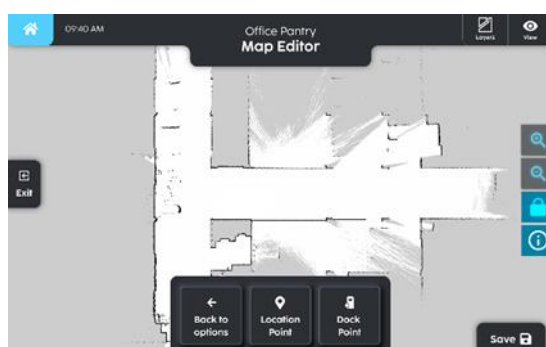 09:40 AM
Office Pantry
Map Editor
Layers
View
Exit
Back to
options
Location
Point
Dock
Point
Save